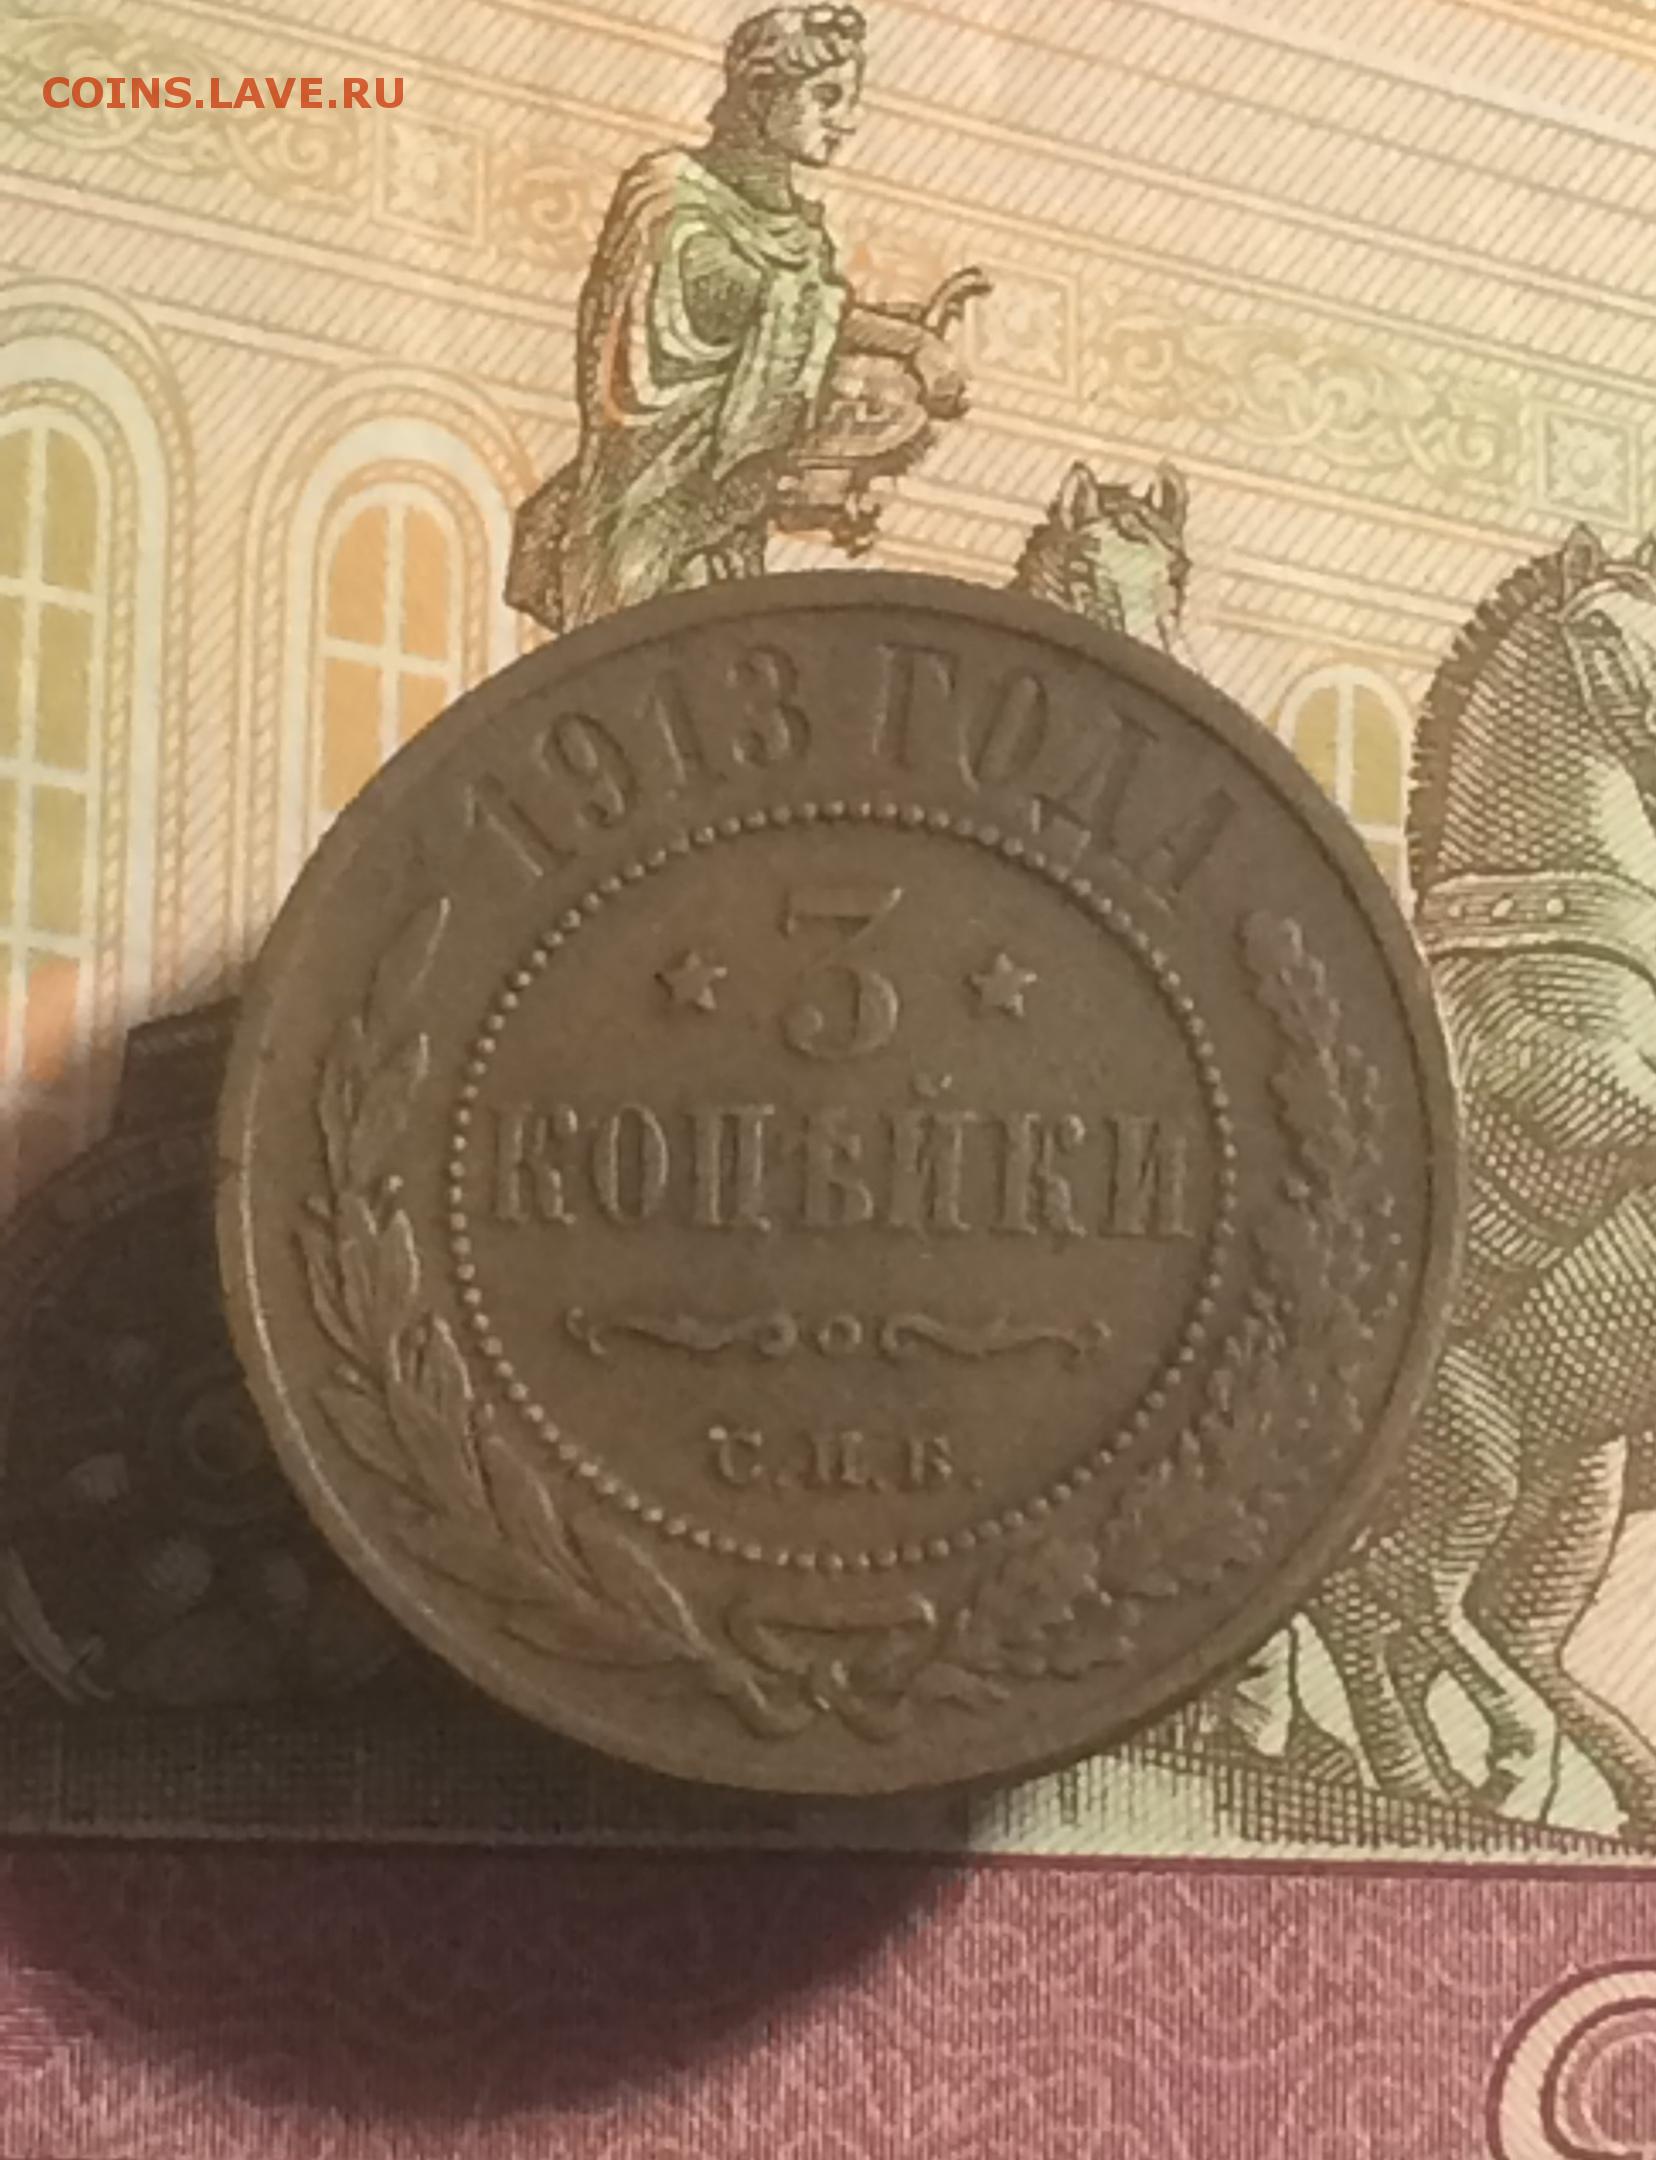 COINS.LAVE.RU
1913 ГОДА
3
КОПѢЙКИ
С.П.Б.